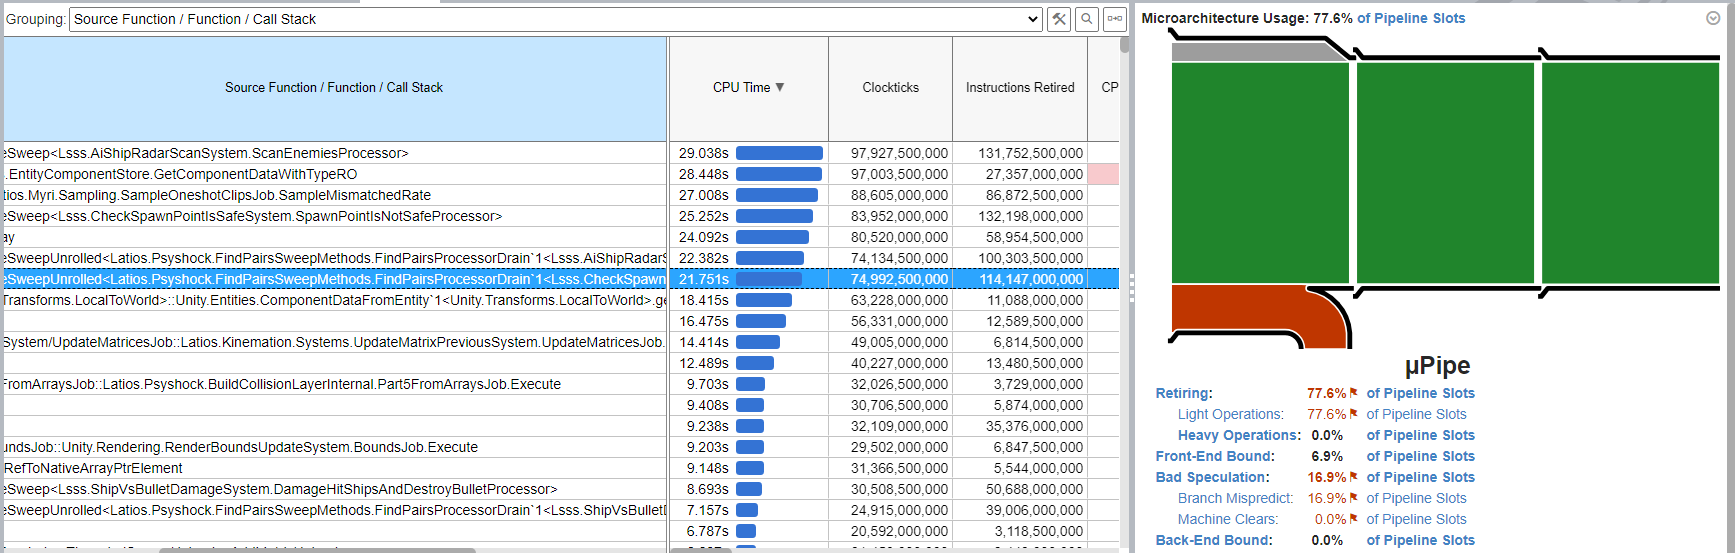 Grouping: Source Function / Function / Call Stack
Source Function / Function / Call Stack CPU Time ▼ Clockticks Instructions Retired CP
eSweep<Lsss.AiShipRadarScanSystem.ScanEnemiesProcessor> 29.038s 97,927,500,000 131,752,500,000
.EntityComponentStore.GetComponentDataWithTypeRO 28.448s 97,003,500,000 27,357,000,000
tios.Myri.Sampling.SampleOneshotClipsJob.SampleMismatchedRate 27.008s 88,605,000,000 86,872,500,000
eSweep<Lsss.CheckSpawnPointIsSafeSystem.SpawnPointIsNotSafeProcessor> 25.252s 83,952,000,000 132,198,000,000
ay 24.092s 80,520,000,000 58,954,500,000
eSweepUnrolled<Latios.Psyshock.FindPairsSweepMethods.FindPairsProcessorDrain`1<Lsss.AiShipRadarS 22.382s 74,134,500,000 100,303,500,000
eSweepUnrolled<Latios.Psyshock.FindPairsSweepMethods.FindPairsProcessorDrain`1<Lsss.CheckSpawn 21.751s 74,992,500,000 114,147,000,000
Transforms.LocalToWorld>::Unity.Entities.ComponentDataFromEntity`1<Unity.Transforms.LocalToWorld>.ge 18.415s 63,228,000,000 11,088,000,000
16.475s 56,331,000,000 12,589,500,000
System/UpdateMatricesJob::Latios.Kinemation.Systems.UpdateMatrixPreviousSystem.UpdateMatricesJob. 14.414s 49,005,000,000 6,814,500,000
12.489s 40,227,000,000 13,480,500,000
FromArraysJob::Latios.Psyshock.BuildCollisionLayerInternal.Part5FromArraysJob.Execute 9.703s 32,026,500,000 3,729,000,000
9.408s 30,706,500,000 5,874,000,000
9.238s 32,109,000,000 35,376,000,000
undsJob::Unity.Rendering.RenderBoundsUpdateSystem.BoundsJob.Execute 9.203s 29,502,000,000 6,847,500,000
RefToNativeArrayPtrElement 9.148s 31,366,500,000 5,544,000,000
eSweep<Lsss.ShipVsBulletDamageSystem.DamageHitShipsAndDestroyBulletProcessor> 8.693s 30,508,500,000 50,688,000,000
eSweepUnrolled<Latios.Psyshock.FindPairsSweepMethods.FindPairsProcessorDrain`1<Lsss.ShipVsBulletD 7.157s 24,915,000,000 39,006,000,000
6.787s 20,592,000,000 3,118,500,000
Microarchitecture Usage: 77.6% of Pipeline Slots
µPipe
Retiring: 77.6% of Pipeline Slots
Light Operations: 77.6% of Pipeline Slots
Heavy Operations: 0.0% of Pipeline Slots
Front-End Bound: 6.9% of Pipeline Slots
Bad Speculation: 16.9% of Pipeline Slots
Branch Mispredict: 16.9% of Pipeline Slots
Machine Clears: 0.0% of Pipeline Slots
Back-End Bound: 0.0% of Pipeline Slots